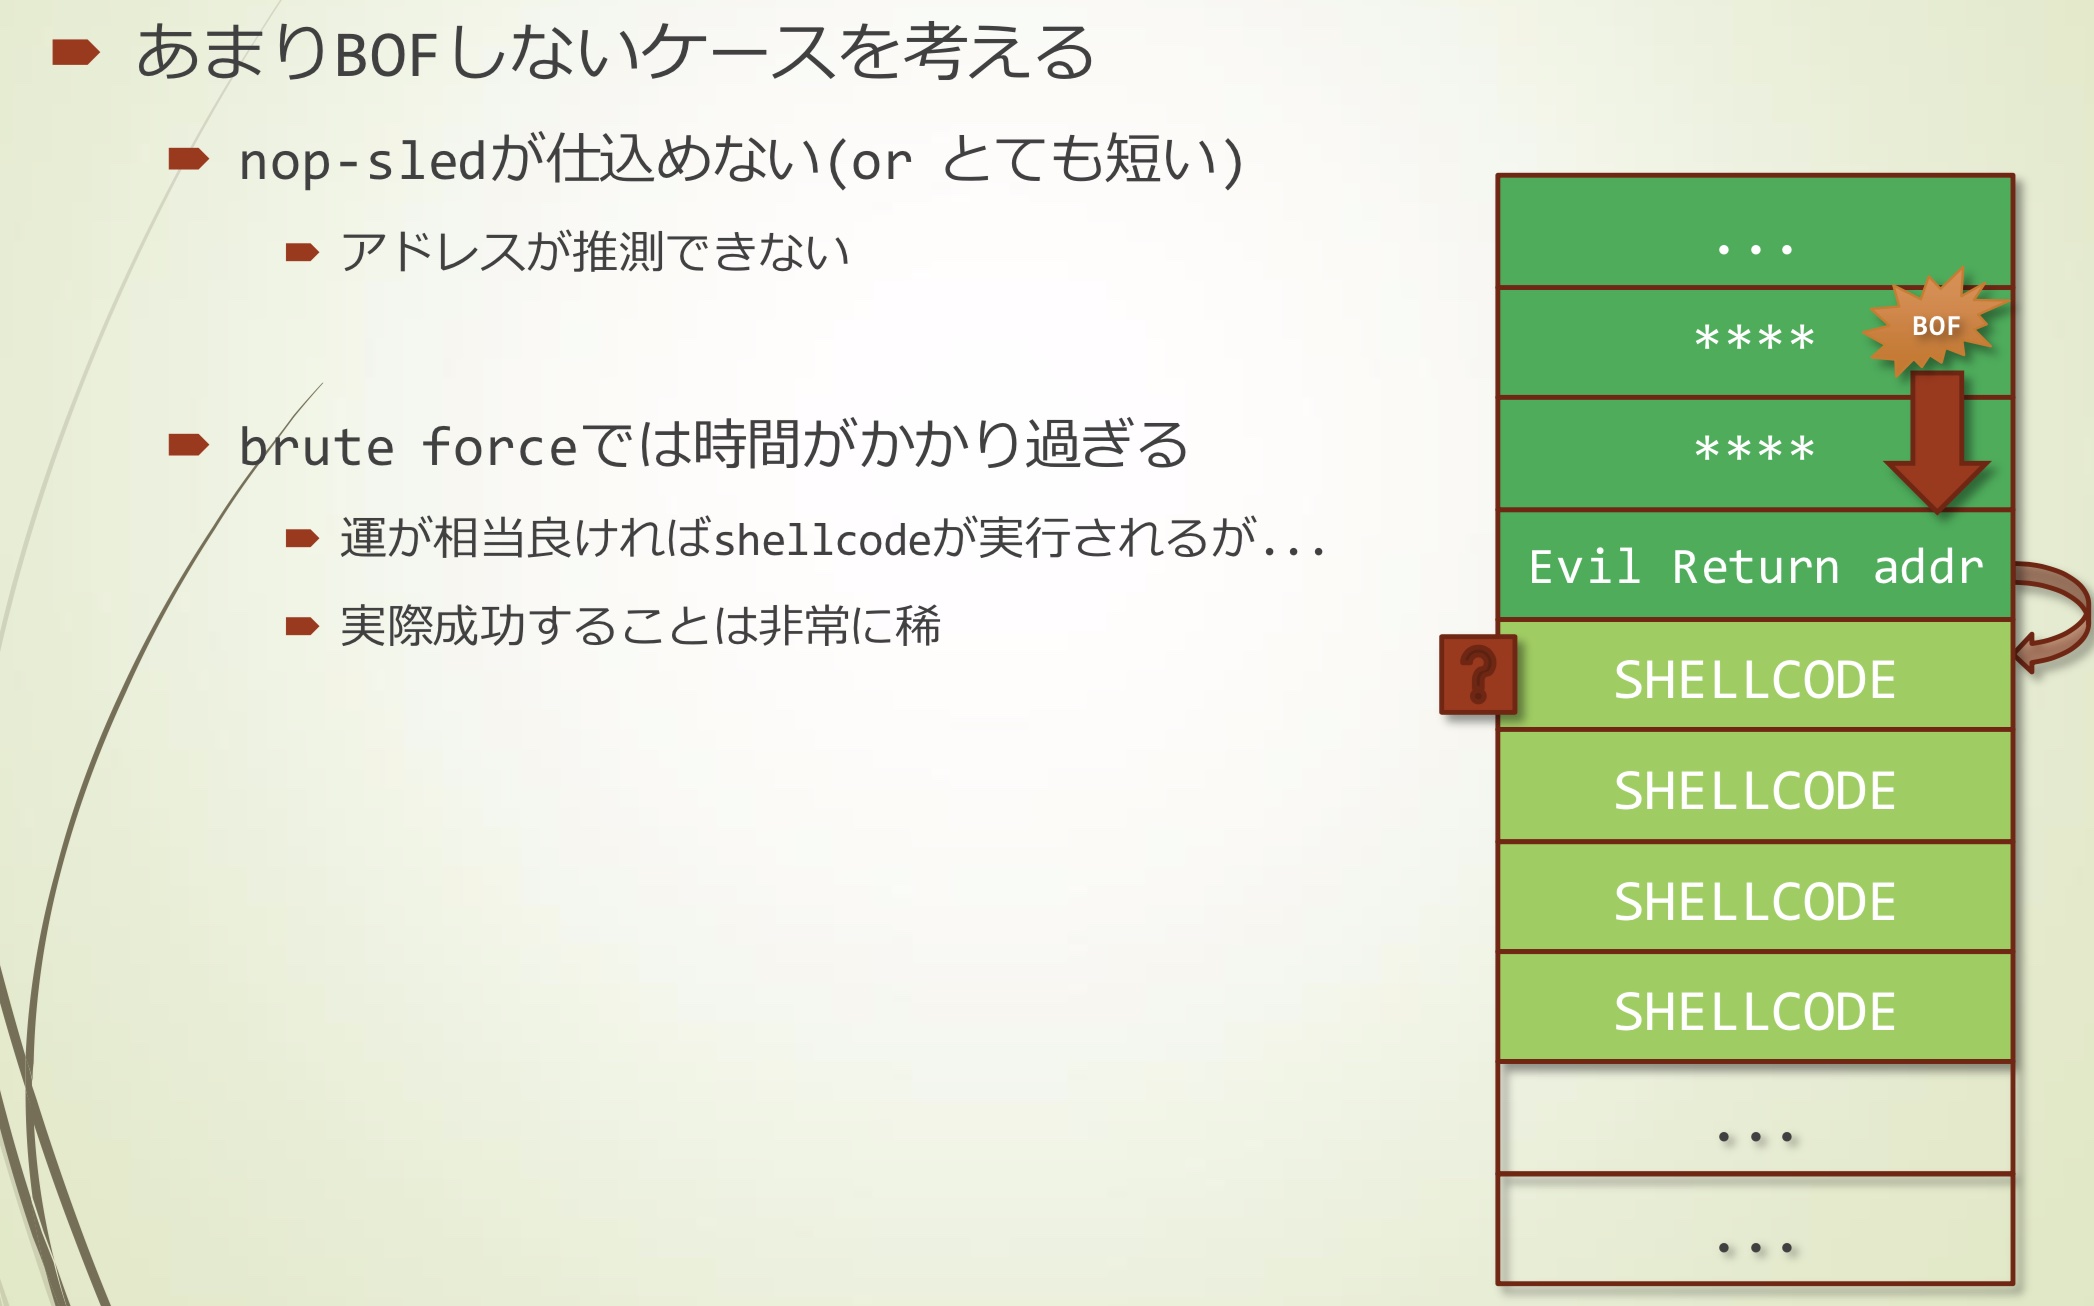 あまりBOFしないケースを考える
nop-sledが仕込めない(or とても短い)
アドレスが推測できない
brute forceでは時間がかかり過ぎる
運が相当良ければshellcodeが実行されるが...
実際成功することは非常に稀
...
****
BOF
****
Evil Return addr
?
SHELLCODE
SHELLCODE
SHELLCODE
SHELLCODE
...
...